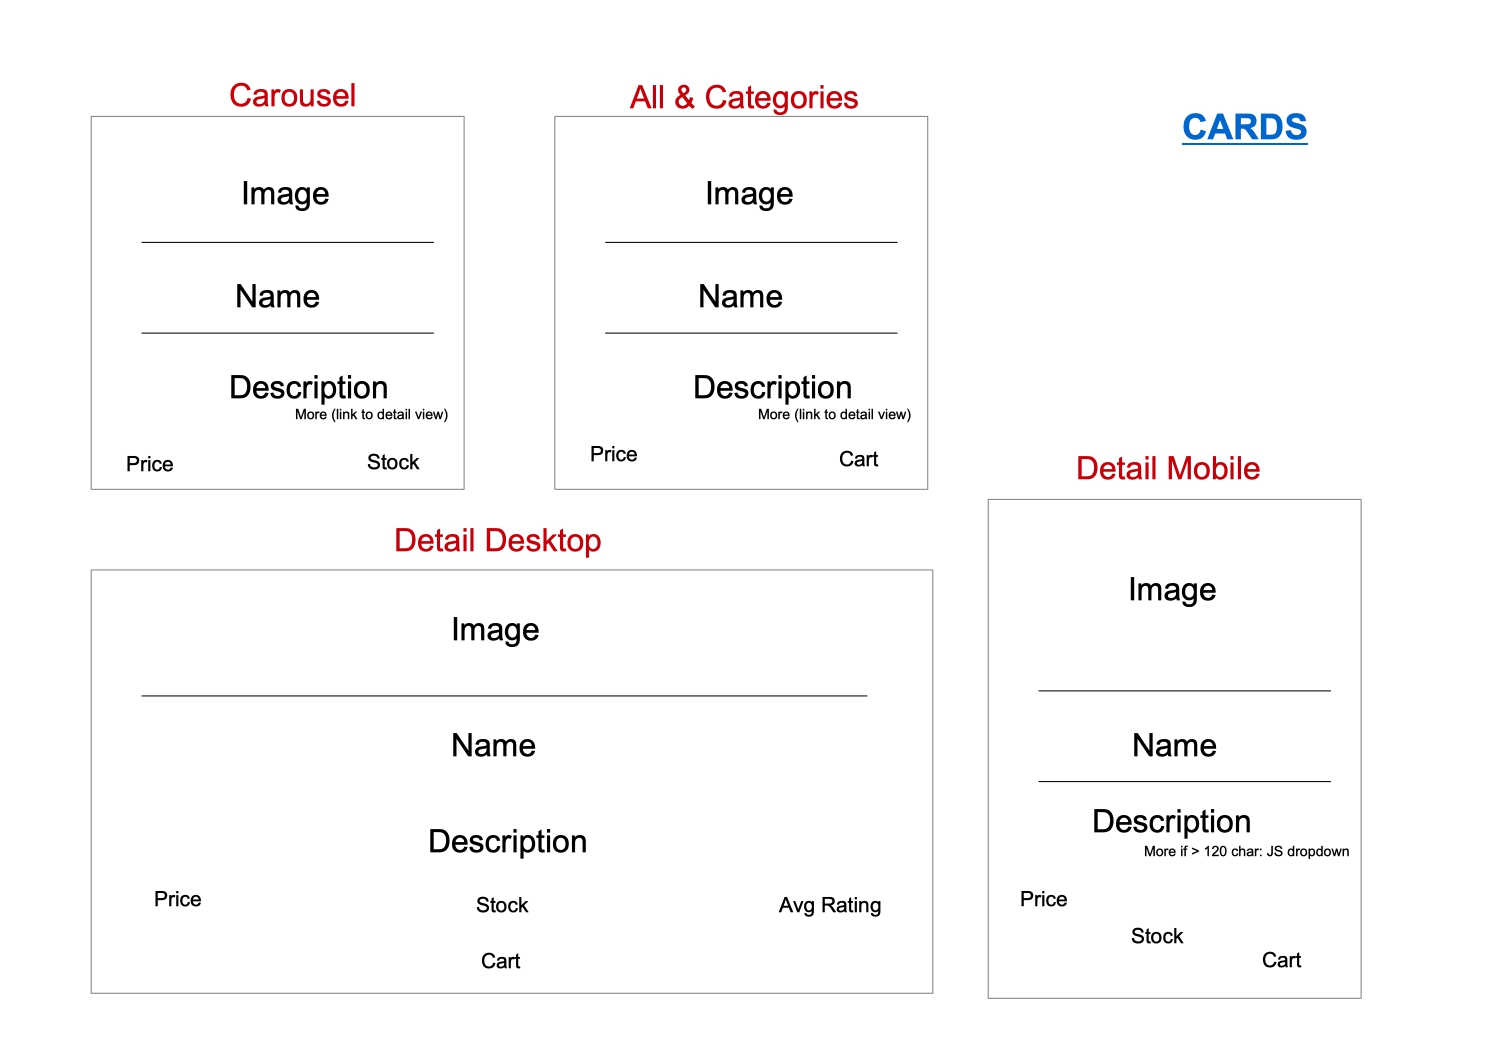 CARDS
Carousel
Image
Name
Description
More (link to detail view)
Price
Stock
All & Categories
Image
Name
Description
More (link to detail view)
Price
Cart
Detail Desktop
Image
Name
Description
Price
Stock
Avg Rating
Cart
Detail Mobile
Image
Name
Description
More if > 120 char: JS dropdown
Price
Stock
Cart